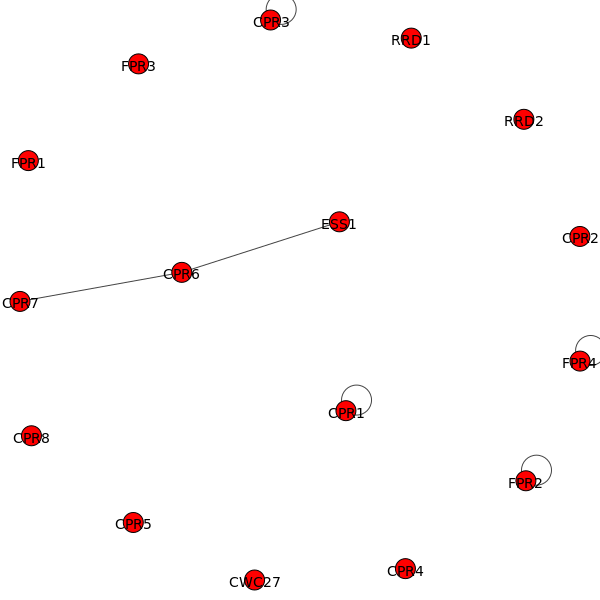 CPR3
RRD1
FPR3
RRD2
FPR1
ESS1
CPR2
CPR6
CPR7
FPR4
CPR1
CPR8
FPR2
CPR5
CPR4
CWC27